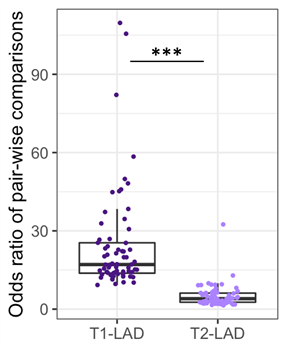 Odds ratio of pair-wise comparisons
***
90
60
30
0
T1-LAD T2-LAD